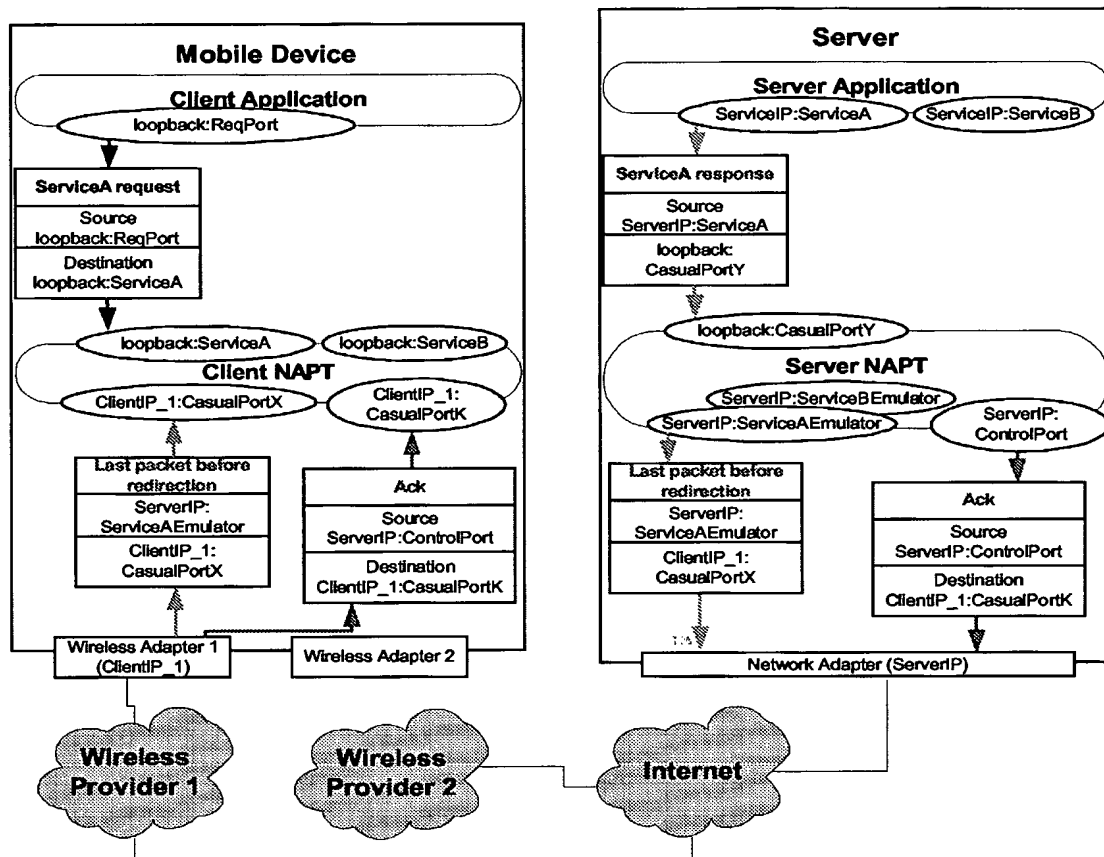 Mobile Device
Client Application
loopback:ReqPort
ServiceA request
Source
loopback:ReqPort
Destination
loopback:ServiceA
loopback:ServiceA
loopback:ServiceB
Client NAPT
ClientIP_1:CasualPortX
ClientIP_1:
CasualPortK
Last packet before
redirection
ServerIP:
ServiceAEmulator
ClientIP_1:
CasualPortX
Ack
Source
ServerIP:ControlPort
Destination
ClientIP_1:CasualPortK
Wireless Adapter 1
(ClientIP_1)
Wireless Adapter 2
Server
Server Application
ServiceIP:ServiceA
ServiceIP:ServiceB
ServiceA response
Source
ServerIP:ServiceA
loopback:
CasualPortY
loopback:CasualPortY
Server NAPT
ServerIP:ServiceBEmulator
ServerIP:ServiceAEmulator
ServerIP:
ControlPort
Last packet before
redirection
ServerIP:
ServiceAEmulator
ClientIP_1:
CasualPortX
Ack
Source
ServerIP:ControlPort
Destination
ClientIP_1:CasualPortK
Network Adapter (ServerIP)
Wireless
Provider 1
Wireless
Provider 2
Internet